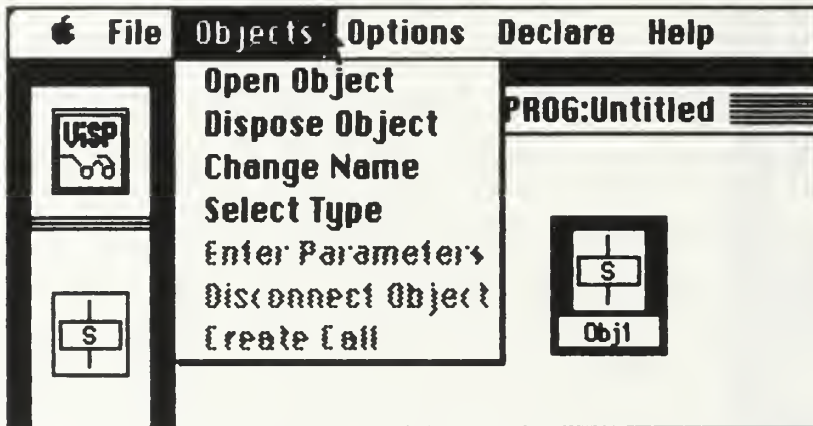 File Objects Options Declare Help
Open Object
Dispose Object
Change Name
Select Type
Enter Parameters
Disconnect Object
Create Call
PROG:Untitled
ViSP
S
S
Obj1